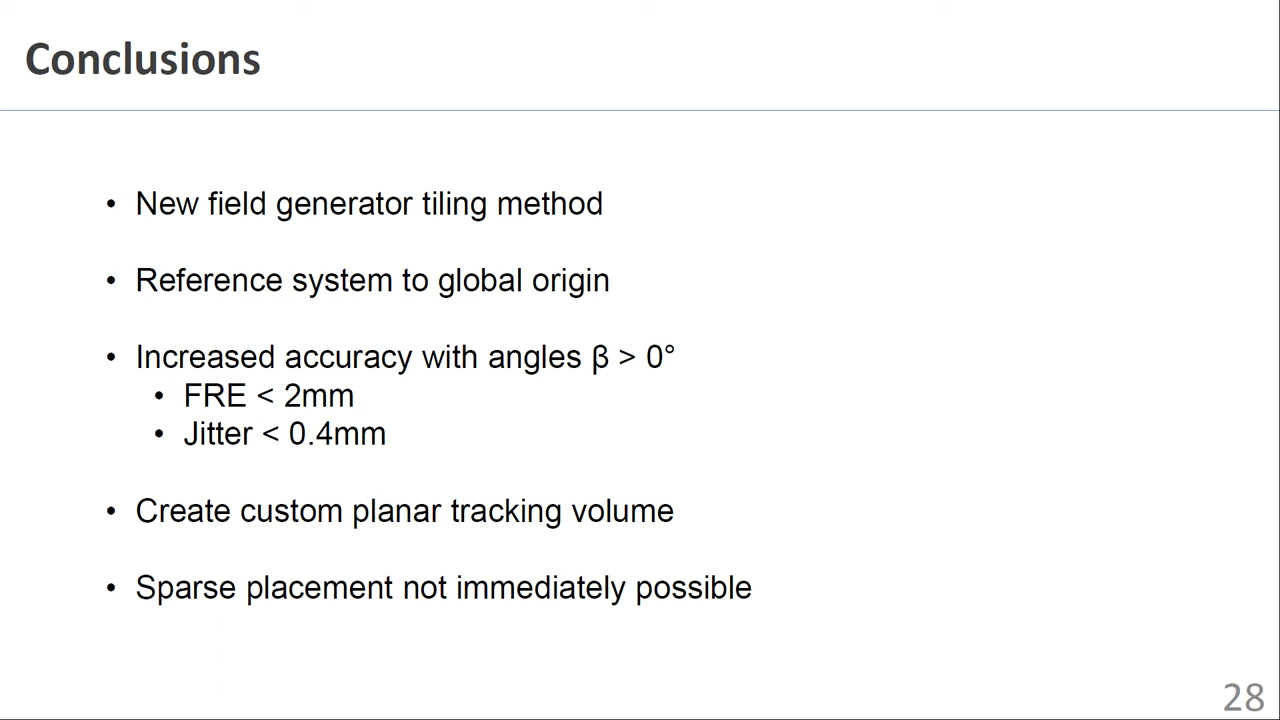 Conclusions
• New field generator tiling method
• Reference system to global origin
• Increased accuracy with angles β > 0°
• FRE < 2mm
• Jitter < 0.4mm
• Create custom planar tracking volume
• Sparse placement not immediately possible
28